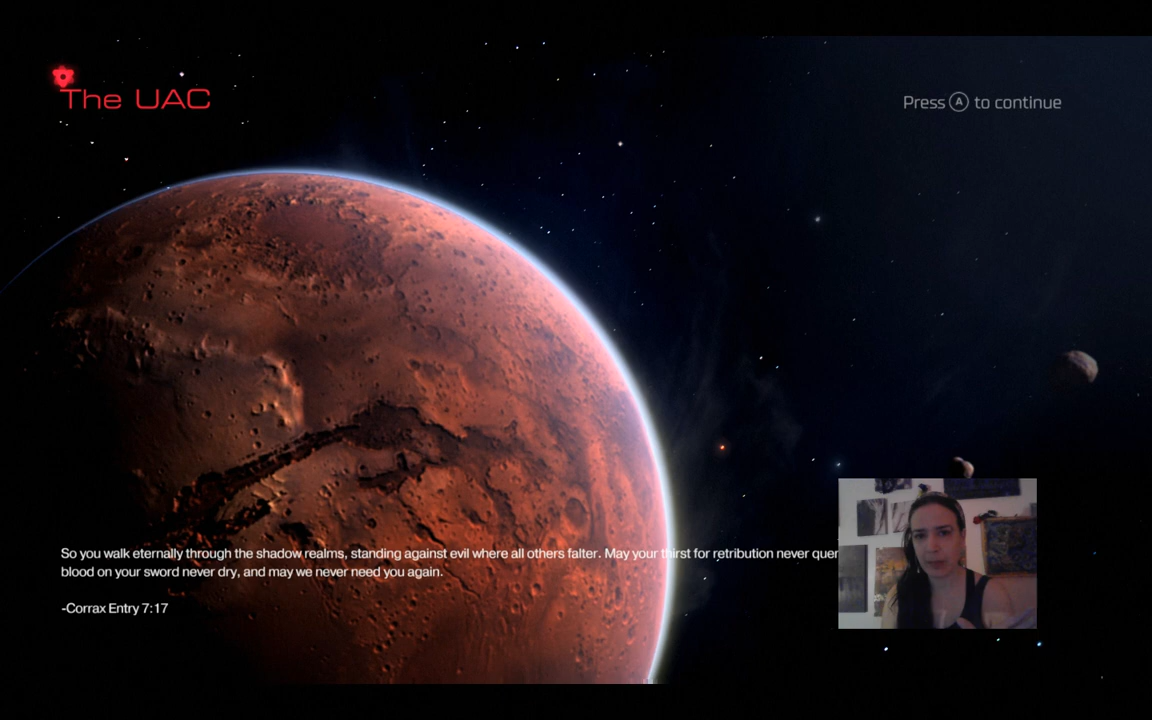 The UAC
Press A to continue
So you walk eternally through the shadow realms, standing against evil where all others falter. May your thirst for retribution never
blood on your sword never dry, and may we never need you again.
-Corrax Entry 7:17